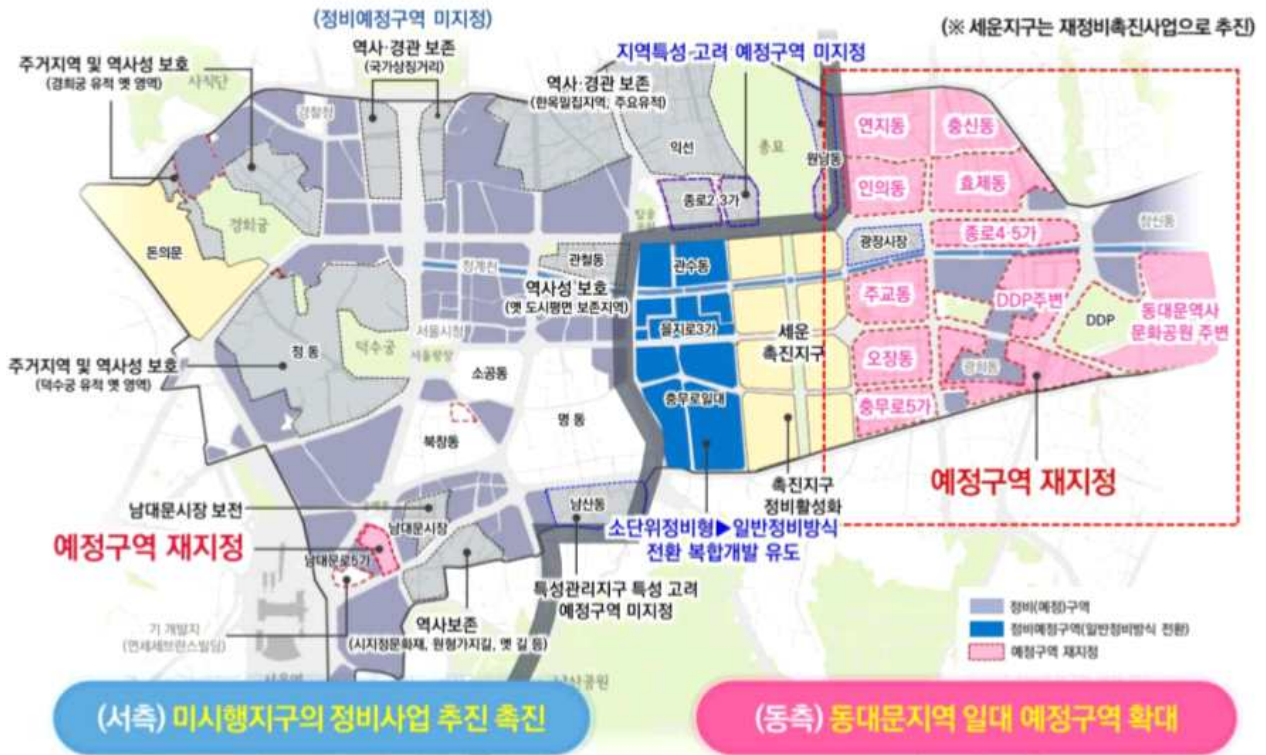 (정비예정구역 미지정)
(※ 세운지구는 재정비촉진사업으로 추진)
역사·경관 보존
(국가상징거리)
지역특성 고려 예정구역 미지정
주거지역 및 역사성 보호
(경희궁 유적 옛 영역)
사직단
역사·경관 보존
(한옥밀집지역, 주요유적)
경찰청
연지동
충신동
익선
종묘
원남동
인의동
효제동
종로2·3가
탑골
공원
경희궁
종로4·5가
창신동
돈의문
광장시장
관철동
관수동
청계천
역사성 보호
(옛 도시평면 보존지역)
주교동
DDP주변
DDP
동대문역사
문화공원 주변
서울시청
서울광장
을지로3가
세운
촉진지구
정동
덕수궁
주거지역 및 역사성 보호
(덕수궁 유적 옛 영역)
소공동
오장동
광희동
충무로일대
충무로5가
명동
북창동
촉진지구
정비활성화
예정구역 재지정
남대문시장 보전
남산동
남대문시장
소단위정비형▶일반정비방식
전환 복합개발 유도
예정구역 재지정
남대문로5가
특성관리지구 특성 고려
예정구역 미지정
기 개발지
(연세세브란스빌딩)
역사보존
(시지정문화재, 원형가지길, 옛 길 등)
정비(예정)구역
정비예정구역(일반정비방식 전환)
예정구역 재지정
서울역
남산공원
(서측) 미시행지구의 정비사업 추진 촉진
(동측) 동대문지역 일대 예정구역 확대